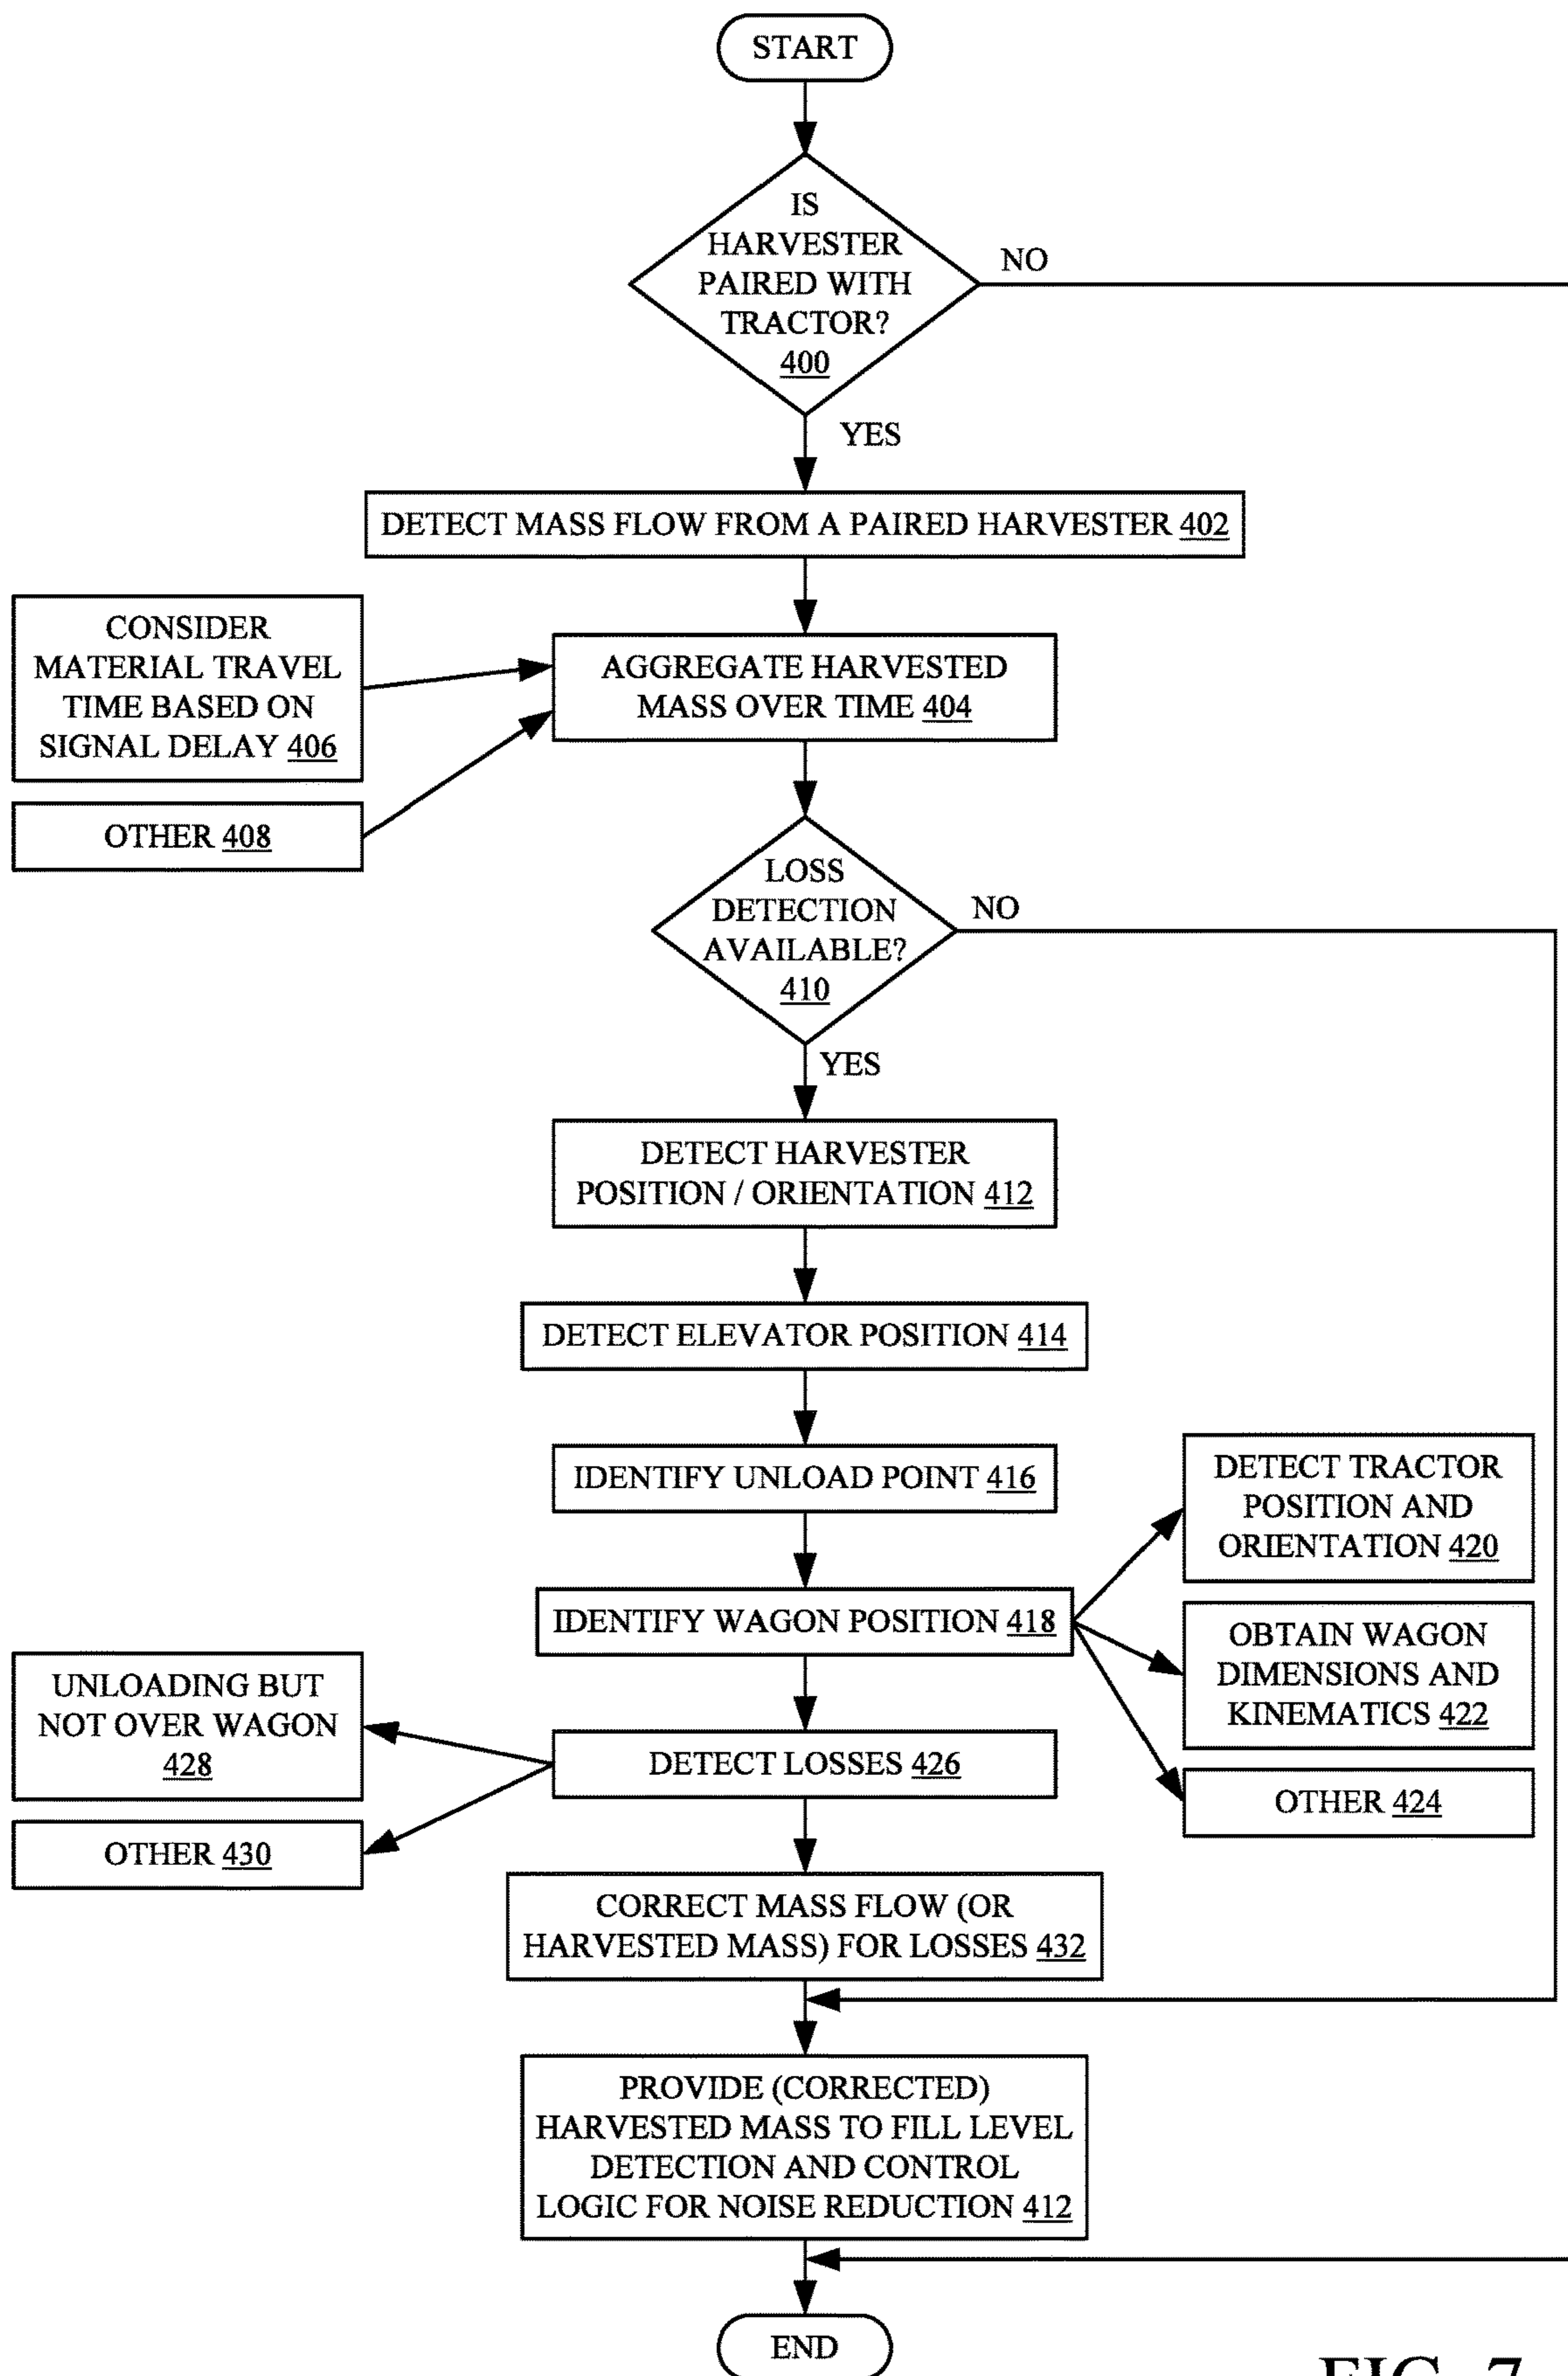 START
IS
HARVESTER
PAIRED WITH
TRACTOR?
400
NO
YES
DETECT MASS FLOW FROM A PAIRED HARVESTER 402
CONSIDER
MATERIAL TRAVEL
TIME BASED ON
SIGNAL DELAY 406
AGGREGATE HARVESTED
MASS OVER TIME 404
OTHER 408
LOSS
DETECTION
AVAILABLE?
410
NO
YES
DETECT HARVESTER
POSITION / ORIENTATION 412
DETECT ELEVATOR POSITION 414
IDENTIFY UNLOAD POINT 416
DETECT TRACTOR
POSITION AND
ORIENTATION 420
IDENTIFY WAGON POSITION 418
OBTAIN WAGON
DIMENSIONS AND
KINEMATICS 422
UNLOADING BUT
NOT OVER WAGON
428
DETECT LOSSES 426
OTHER 424
OTHER 430
CORRECT MASS FLOW (OR
HARVESTED MASS) FOR LOSSES 432
PROVIDE (CORRECTED)
HARVESTED MASS TO FILL LEVEL
DETECTION AND CONTROL
LOGIC FOR NOISE REDUCTION 412
END
FIG. 7